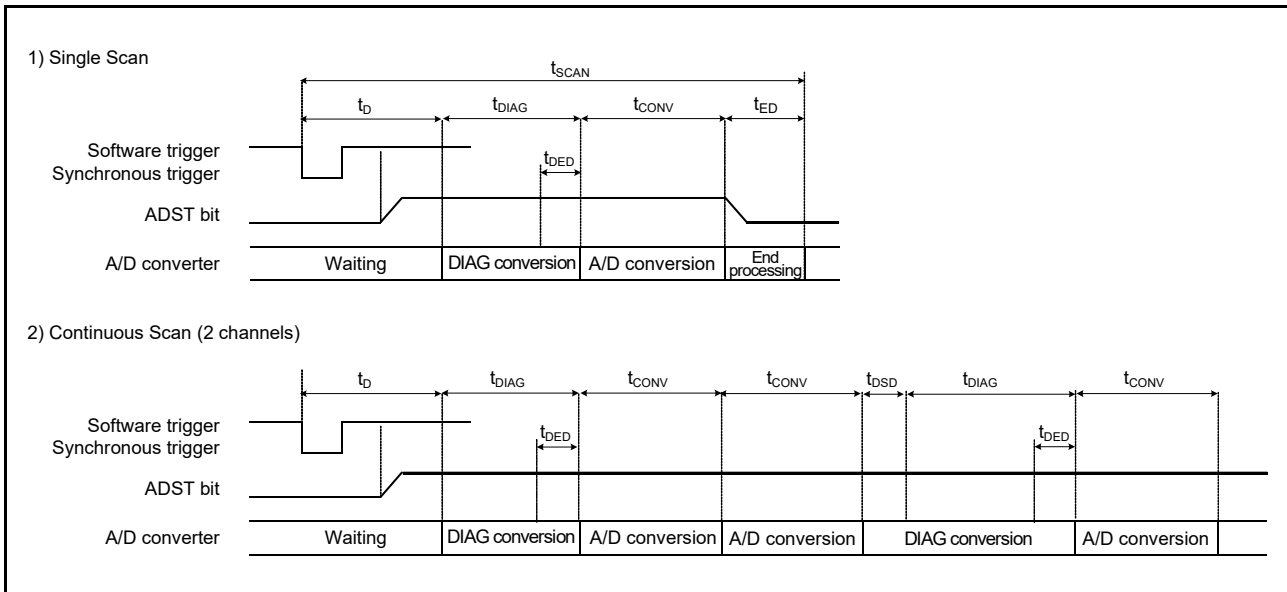 1) Single Scan
tSCAN
tD tDIAG tCONV tED
Software trigger
Synchronous trigger
tDED
ADST bit
A/D converter Waiting DIAG conversion A/D conversion End processing
2) Continuous Scan (2 channels)
tD tDIAG tCONV tCONV tDSD tDIAG tCONV
Software trigger
Synchronous trigger
tDED tDED
ADST bit
A/D converter Waiting DIAG conversion A/D conversion A/D conversion DIAG conversion A/D conversion